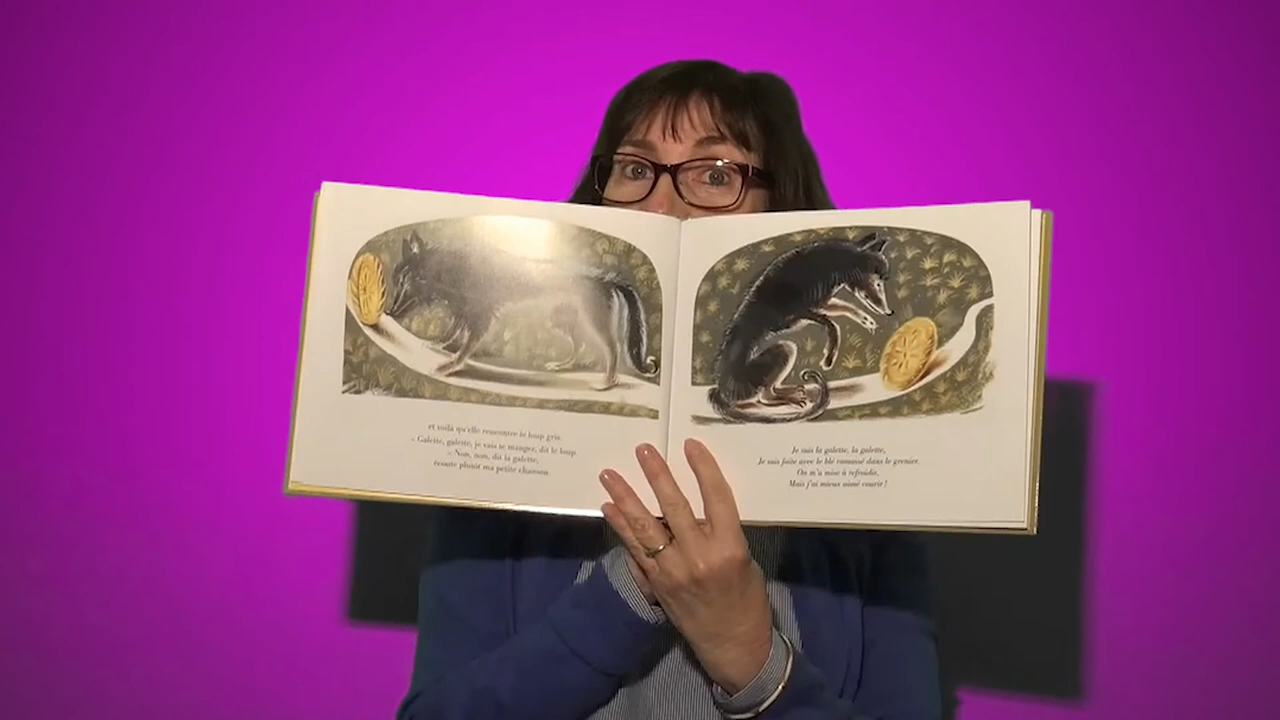 et voilà qu'elle rencontre le loup gris.
« Galette, galette, je vais te manger, dit le loup.
– Non, non, dit la galette,
écoute plutôt ma petite chanson.
Je suis la galette, la galette,
Je suis faite avec le blé ramassé dans le grenier.
On m'a mise à refroidir,
Mais j'ai mieux aimé courir !